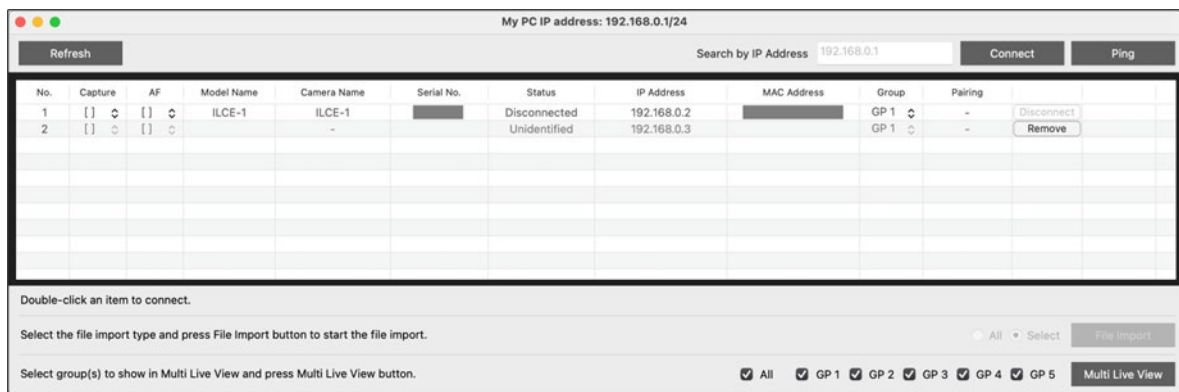 My PC IP address: 192.168.0.1/24
Refresh Search by IP Address 192.168.0.1 Connect Ping
No. Capture AF Model Name Camera Name Serial No. Status IP Address MAC Address Group Pairing
1 [ ] [ ] ILCE-1 ILCE-1 Disconnected 192.168.0.2 GP 1 - Disconnect
2 [ ] [ ] - Unidentified 192.168.0.3 GP 1 - Remove
Double-click an item to connect.
Select the file import type and press File Import button to start the file import. All Select File Import
Select group(s) to show in Multi Live View and press Multi Live View button. All GP 1 GP 2 GP 3 GP 4 GP 5 Multi Live View